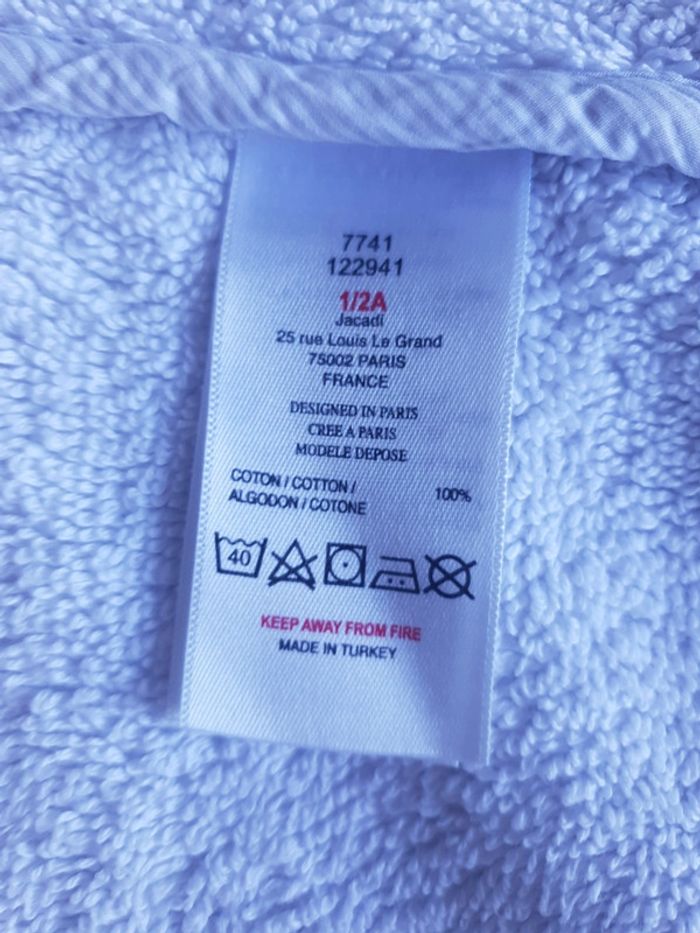 7741
122941
1/2A
Jacadi
25 rue Louis Le Grand
75002 PARIS
FRANCE
DESIGNED IN PARIS
CREE A PARIS
MODELE DEPOSE
COTON / COTTON / 100%
ALGODON / COTONE
40
KEEP AWAY FROM FIRE
MADE IN TURKEY